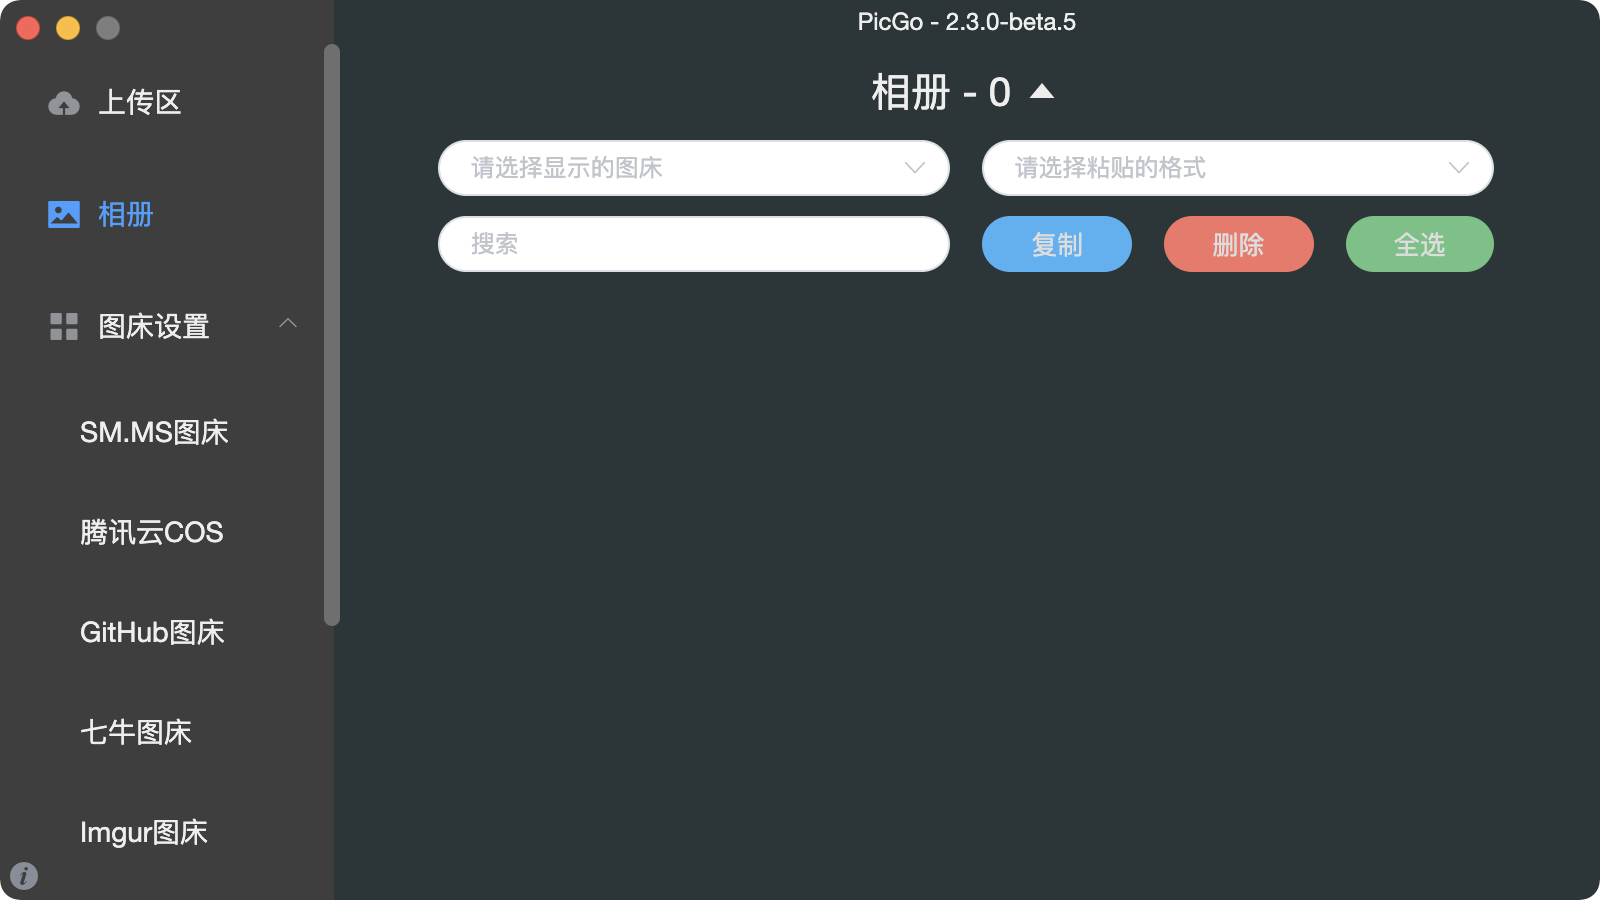 PicGo - 2.3.0-beta.5
上传区
相册
图床设置
SM.MS图床
腾讯云COS
GitHub图床
七牛图床
Imgur图床
相册 - 0
请选择显示的图床
请选择粘贴的格式
搜索
复制
删除
全选